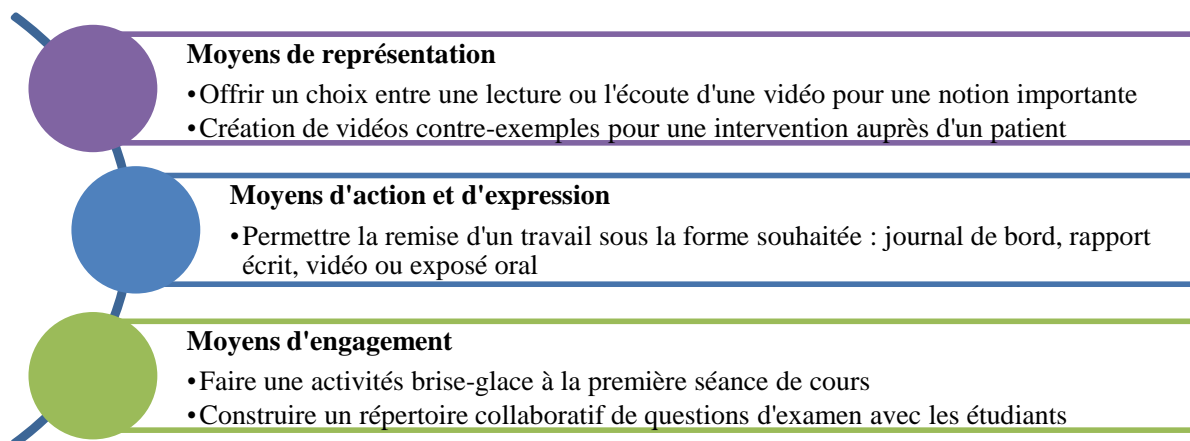 Moyens de représentation
•Offrir un choix entre une lecture ou l'écoute d'une vidéo pour une notion importante
•Création de vidéos contre-exemples pour une intervention auprès d'un patient
Moyens d'action et d'expression
•Permettre la remise d'un travail sous la forme souhaitée : journal de bord, rapport
écrit, vidéo ou exposé oral
Moyens d'engagement
•Faire une activités brise-glace à la première séance de cours
•Construire un répertoire collaboratif de questions d'examen avec les étudiants